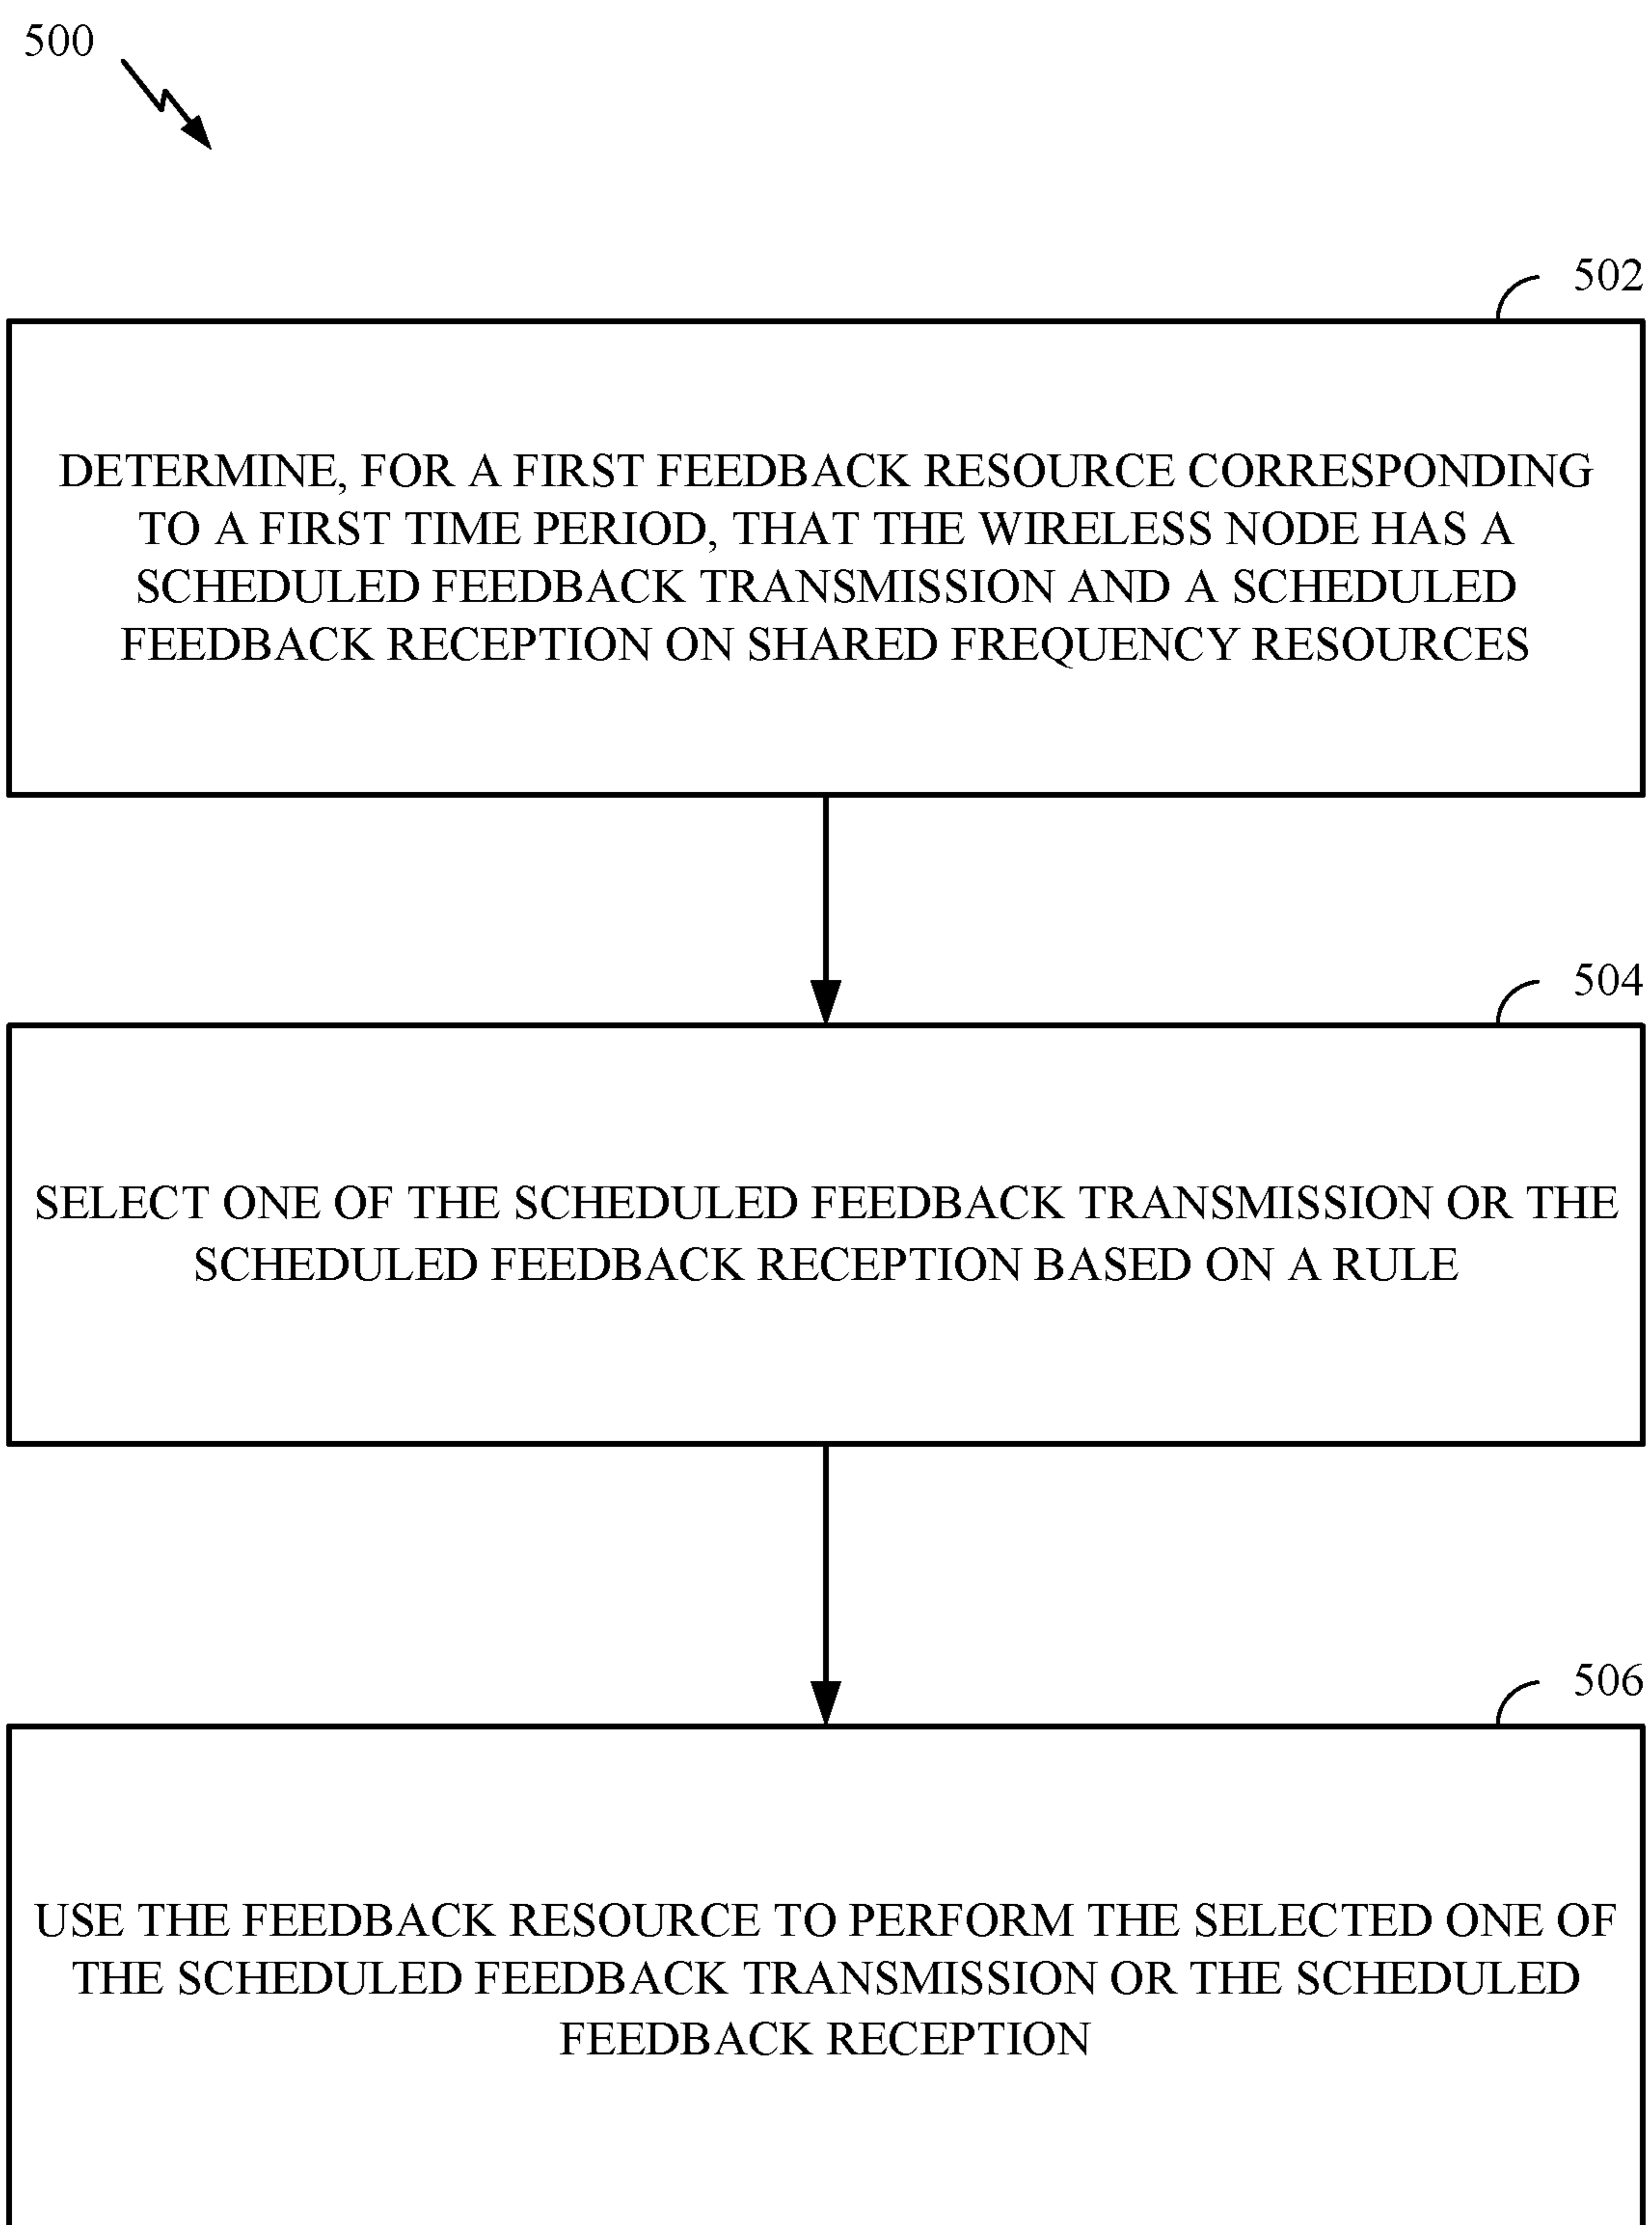 500
502
DETERMINE, FOR A FIRST FEEDBACK RESOURCE CORRESPONDING
TO A FIRST TIME PERIOD, THAT THE WIRELESS NODE HAS A
SCHEDULED FEEDBACK TRANSMISSION AND A SCHEDULED
FEEDBACK RECEPTION ON SHARED FREQUENCY RESOURCES
504
SELECT ONE OF THE SCHEDULED FEEDBACK TRANSMISSION OR THE
SCHEDULED FEEDBACK RECEPTION BASED ON A RULE
506
USE THE FEEDBACK RESOURCE TO PERFORM THE SELECTED ONE OF
THE SCHEDULED FEEDBACK TRANSMISSION OR THE SCHEDULED
FEEDBACK RECEPTION